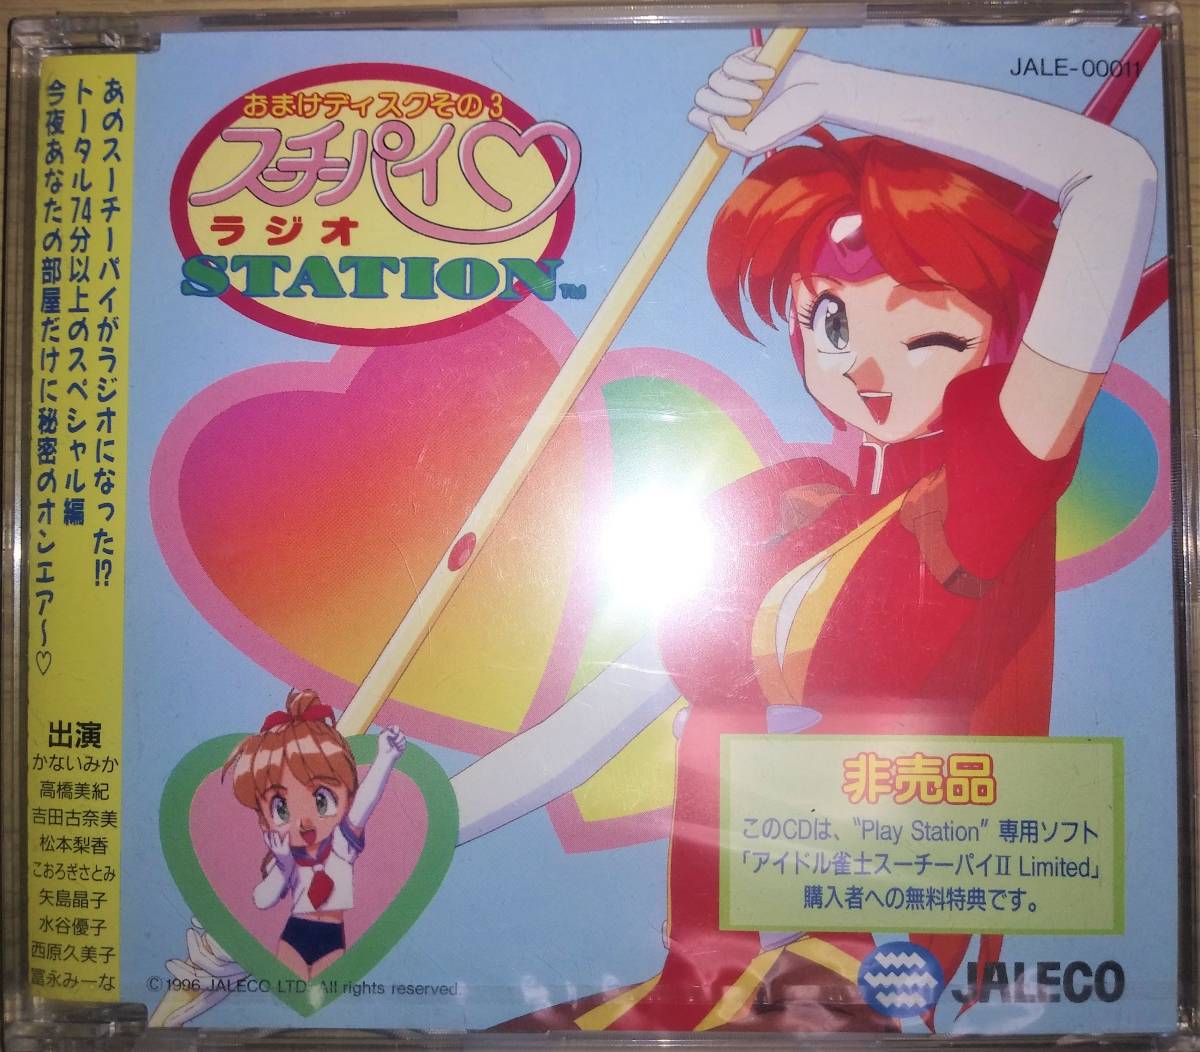 あのスーチーパイがラジオになった!?
トータル74分以上のスペシャル編
今夜あなたの部屋だけに秘密のオンエア〜♡
出演
かないみか
高橋美紀
吉田古奈美
松本梨香
こおろぎさとみ
矢島晶子
水谷優子
西原久美子
冨永みーな
おまけディスクその3
スーチーパイ♡
ラジオ
STATION™
JALE-00011
非売品
このCDは、"Play Station" 専用ソフト
「アイドル雀士スーチーパイII Limited」
購入者への無料特典です。
©1996 JALECO LTD. All rights reserved.
JALECO